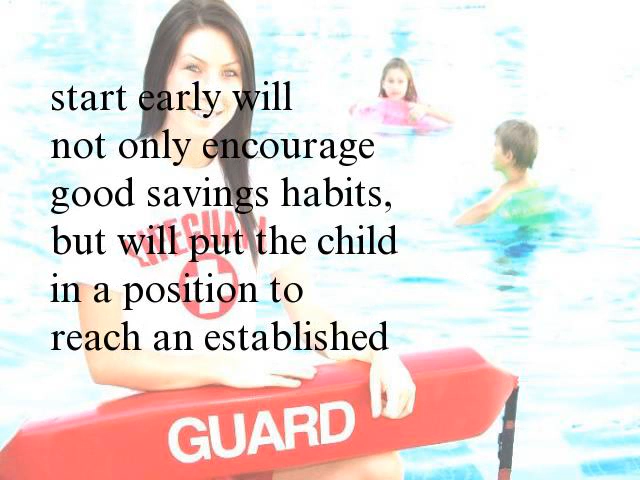 start early will
not only encourage
good savings habits,
but will put the child
in a position to
reach an established
LIFEGUARD
GUARD